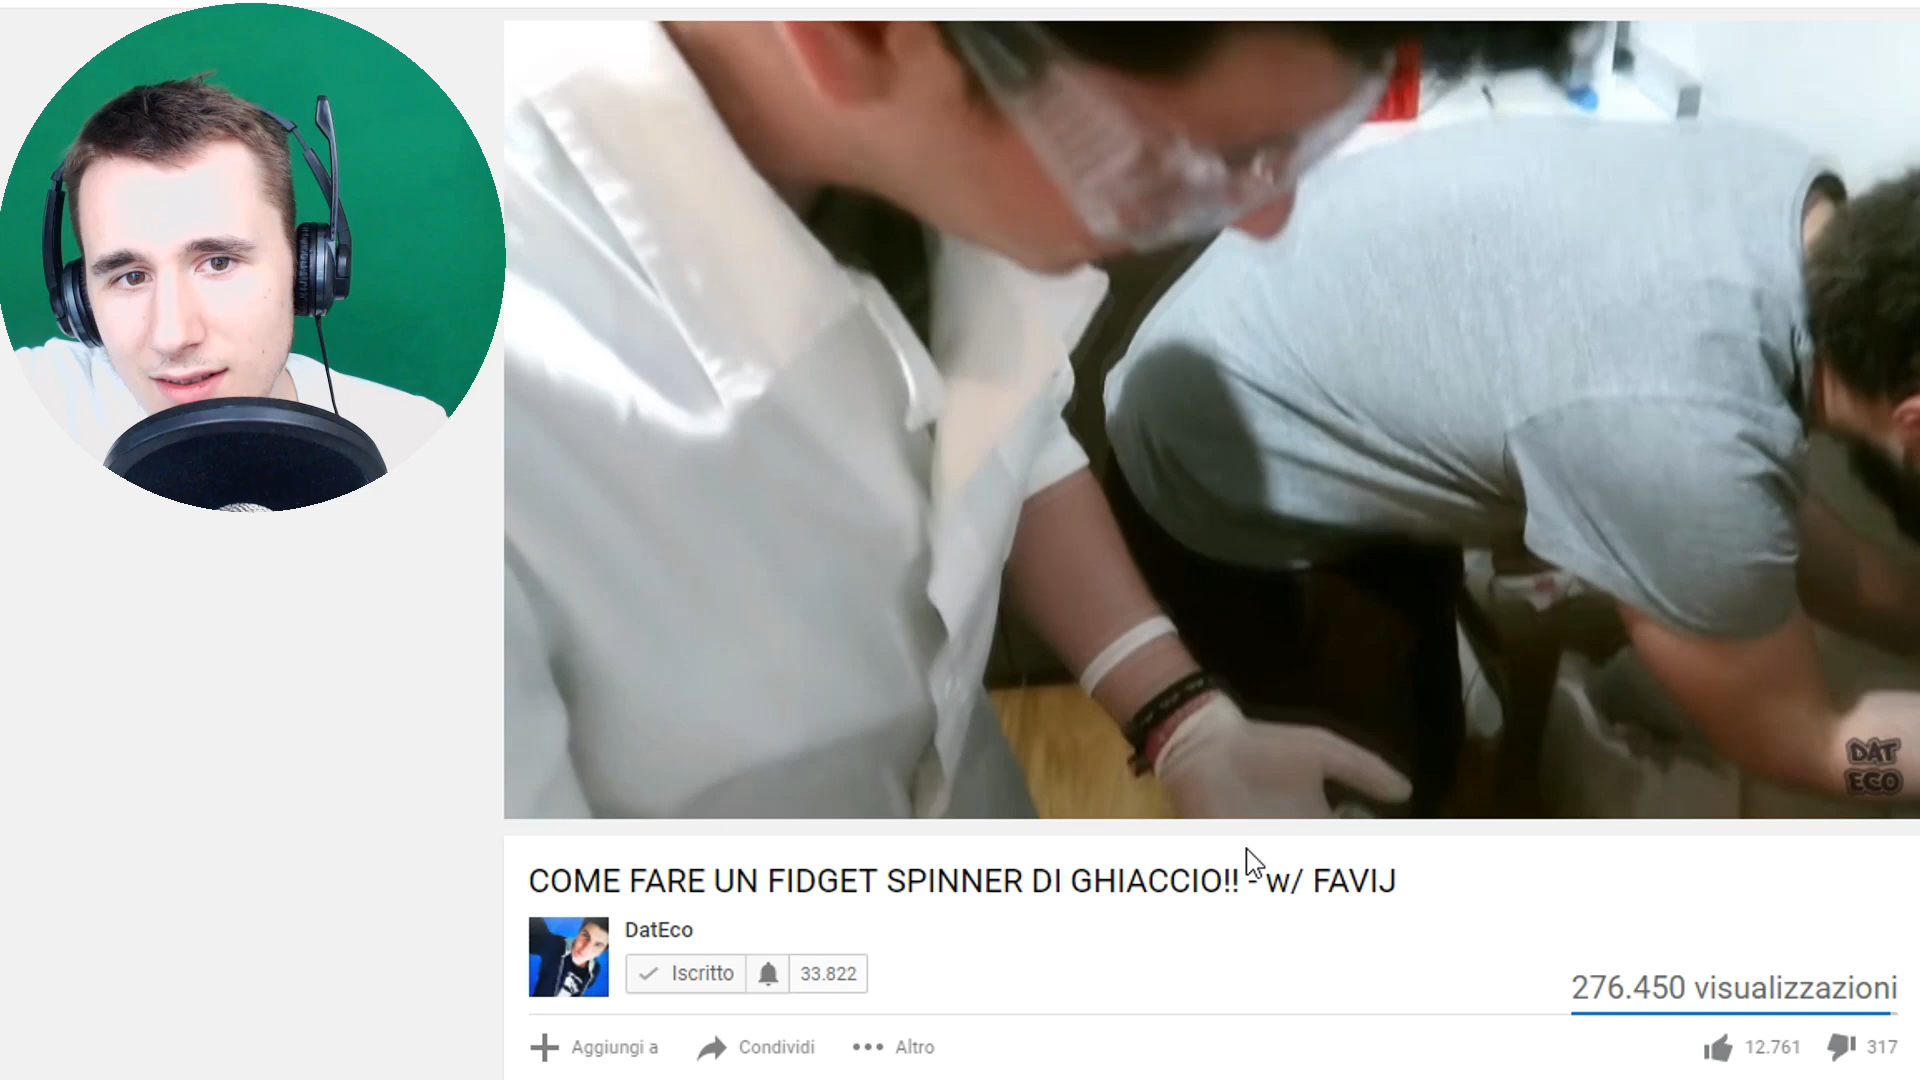 DAT
ECO
COME FARE UN FIDGET SPINNER DI GHIACCIO!! - w/ FAVIJ
DatEco
Iscritto 33.822
276.450 visualizzazioni
Aggiungi a Condividi Altro 12.761 317